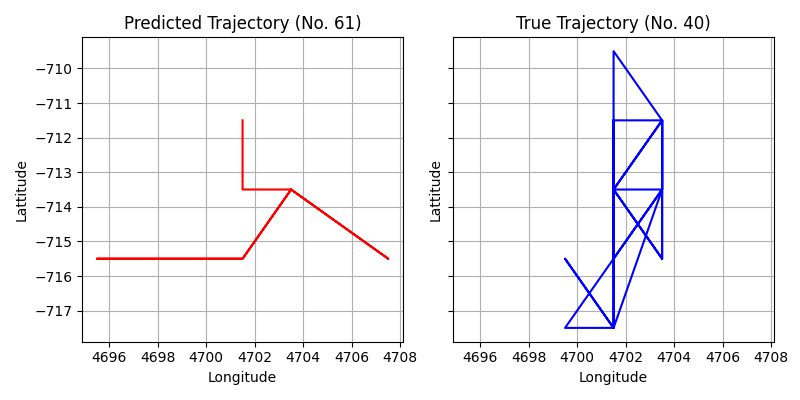 Predicted Trajectory (No. 61)
True Trajectory (No. 40)
Lattitude
−710
−711
−712
−713
−714
−715
−716
−717
4696 4698 4700 4702 4704 4706 4708
Longitude
Lattitude
4696 4698 4700 4702 4704 4706 4708
Longitude